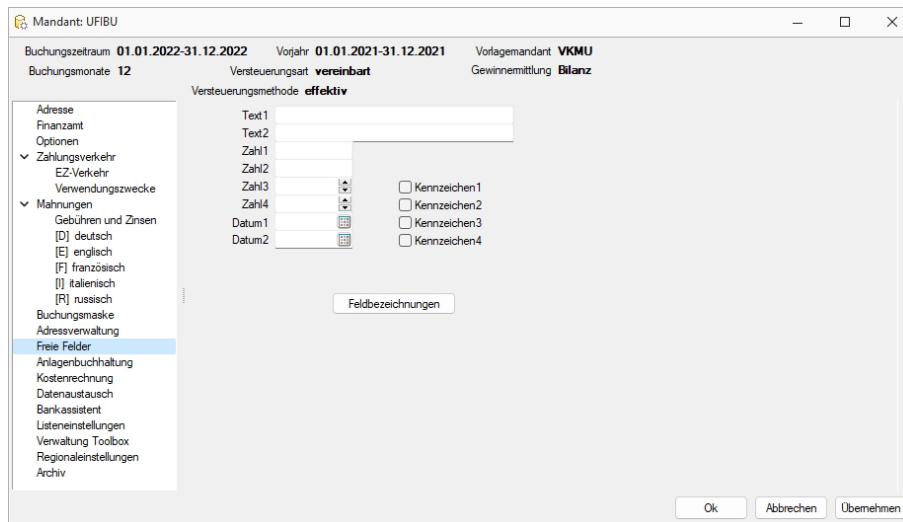 Mandant: UFIBU
Buchungszeitraum 01.01.2022-31.12.2022 Vorjahr 01.01.2021-31.12.2021 Vorlagemandant VKMU
Buchungsmonate 12 Versteuerungsart vereinbart Gewinnermittlung Bilanz
Versteuerungsmethode effektiv
Adresse
Finanzamt
Optionen
Zahlungsverkehr
EZ-Verkehr
Verwendungszwecke
Mahnungen
Gebühren und Zinsen
[D] deutsch
[E] englisch
[F] französisch
[I] italienisch
[R] russisch
Buchungsmaske
Adressverwaltung
Freie Felder
Anlagenbuchhaltung
Kostenrechnung
Datenaustausch
Bankassistent
Listeneinstellungen
Verwaltung Toolbox
Regionaleinstellungen
Archiv
Text1
Text2
Zahl1
Zahl2
Zahl3 Kennzeichen1
Zahl4 Kennzeichen2
Datum1 Kennzeichen3
Datum2 Kennzeichen4
Feldbezeichnungen
Ok Abbrechen Übernehmen